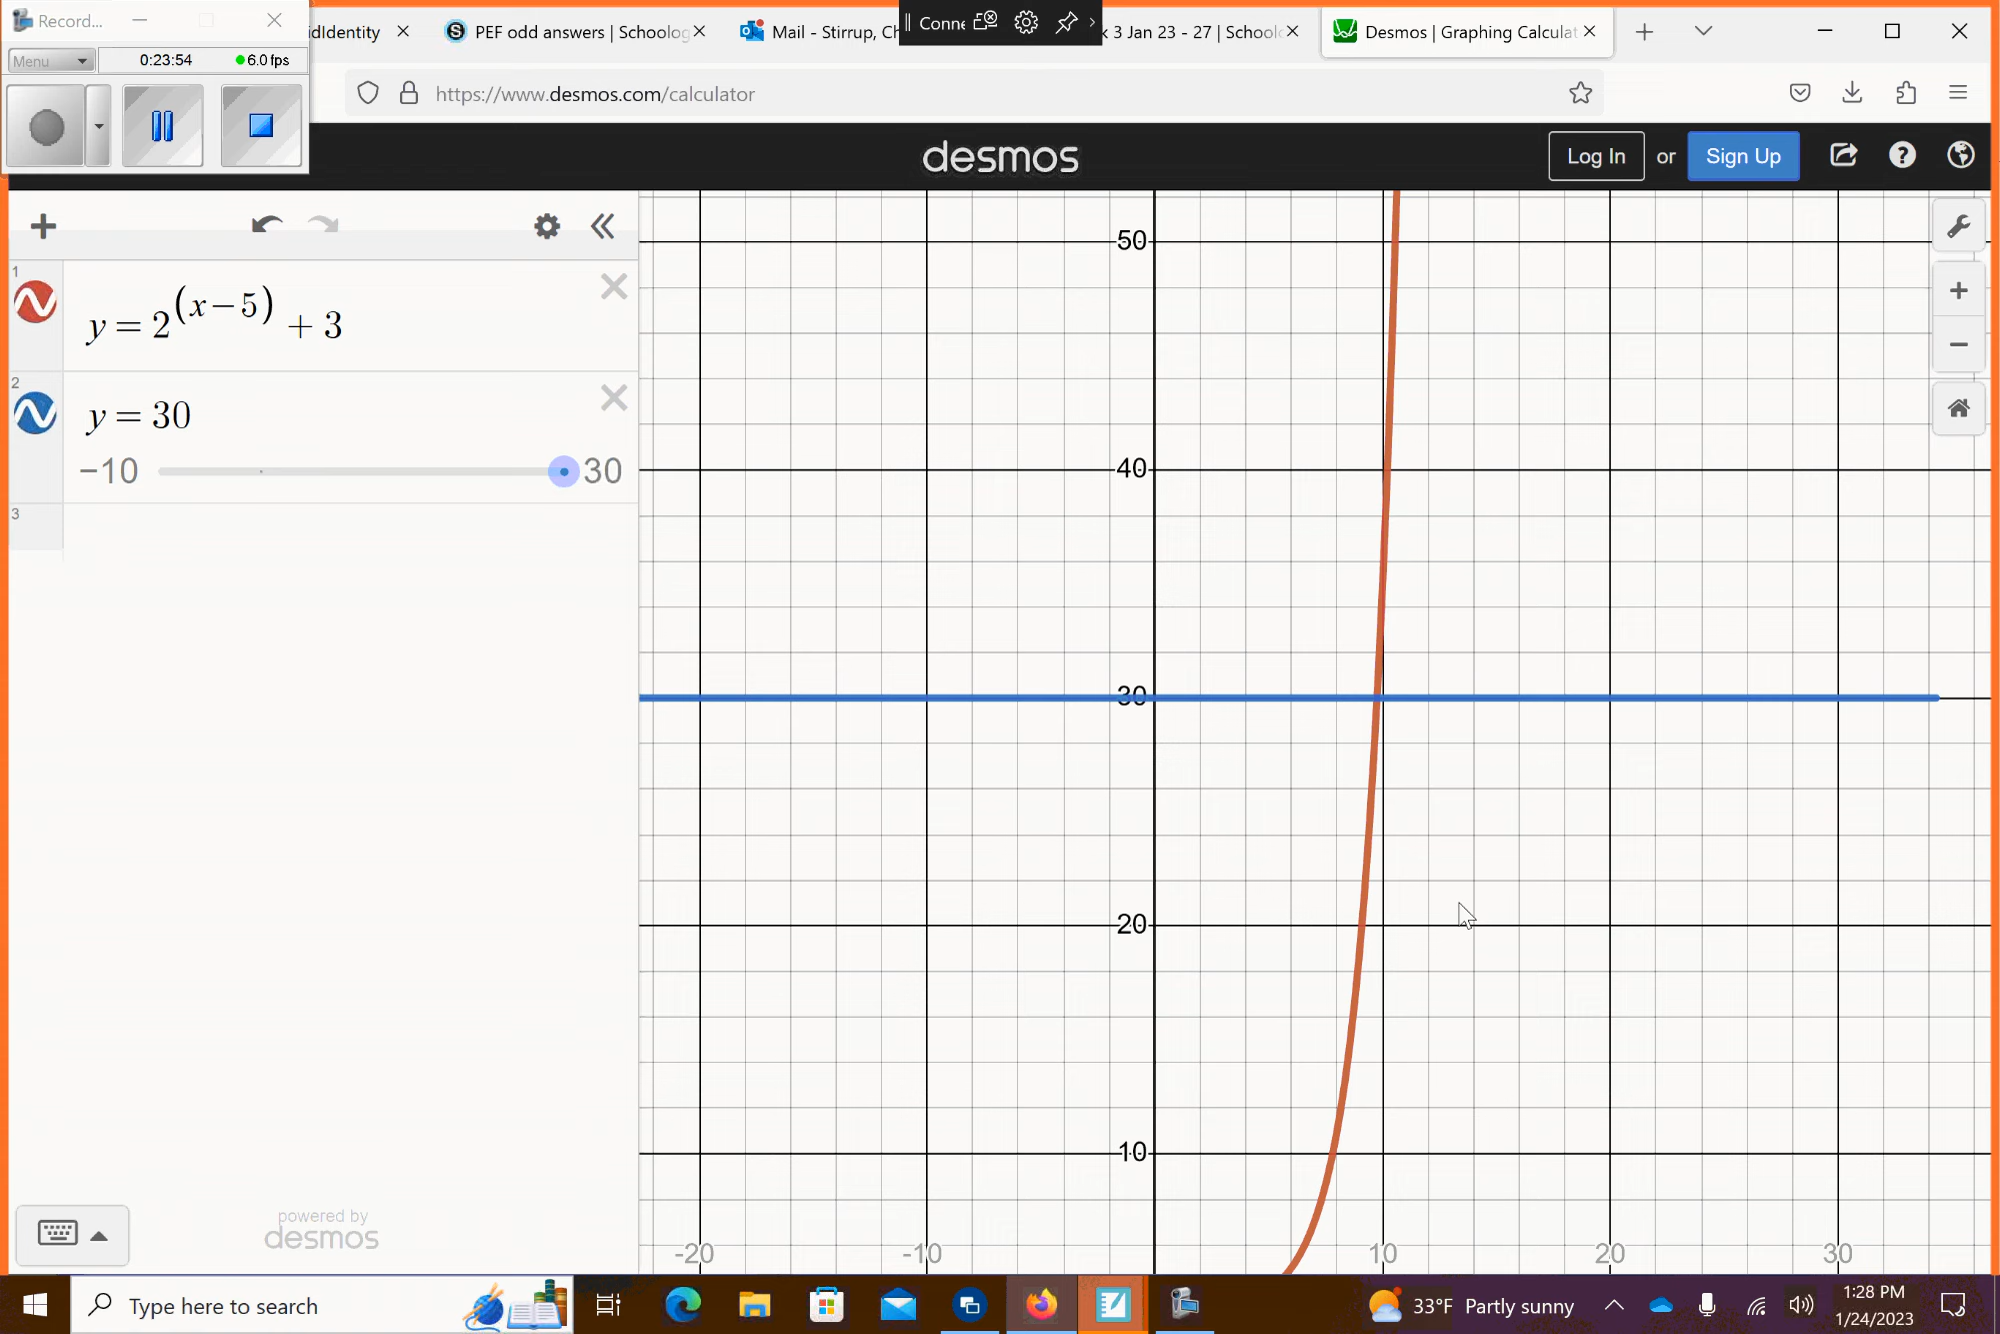 Record...
Menu
0:23:54
6.0 fps
idIdentity
PEF odd answers | Schoolog
Mail - Stirrup, Ch
Conne
3 Jan 23 - 27 | Schoolo
Desmos | Graphing Calculat
https://www.desmos.com/calculator
desmos
Log In
or
Sign Up
1
y = 2^(x−5) + 3
2
y = 30
−10
30
3
50
40
30
20
10
-20
-10
10
20
30
powered by
desmos
Type here to search
33°F Partly sunny
1:28 PM
1/24/2023